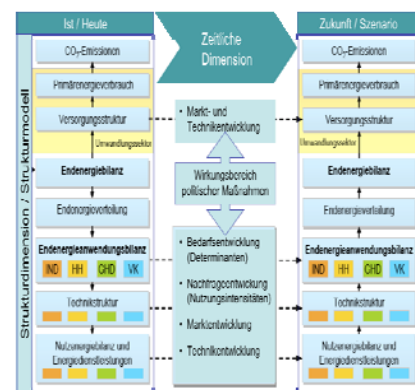 Ist / Heute
Zeitliche
Dimension
Zukunft / Szenario
Strukturdimension / Strukturmodell
CO₂-Emissionen
Primärenergieverbrauch
Versorgungsstruktur
Umwandlungssektor
Endenergiebilanz
Endenergieverteilung
Endenergieanwendungsbilanz
IND HH GHD VK
Technikstruktur
Nutzenergiebilanz und
Energiedienstleistungen
• Markt- und
Technikentwicklung
Wirkungsbereich
politischer Maßnahmen
• Bedarfsentwicklung
(Determinanten)
• Nachfrageentwicklung
(Nutzungsintensitäten)
• Marktentwicklung
• Technikentwicklung
CO₂-Emissionen
Primärenergieverbrauch
Versorgungsstruktur
Umwandlungssektor
Endenergiebilanz
Endenergieverteilung
Endenergieanwendungsbilanz
IND HH GHD VK
Technikstruktur
Nutzenergiebilanz und
Energiedienstleistungen